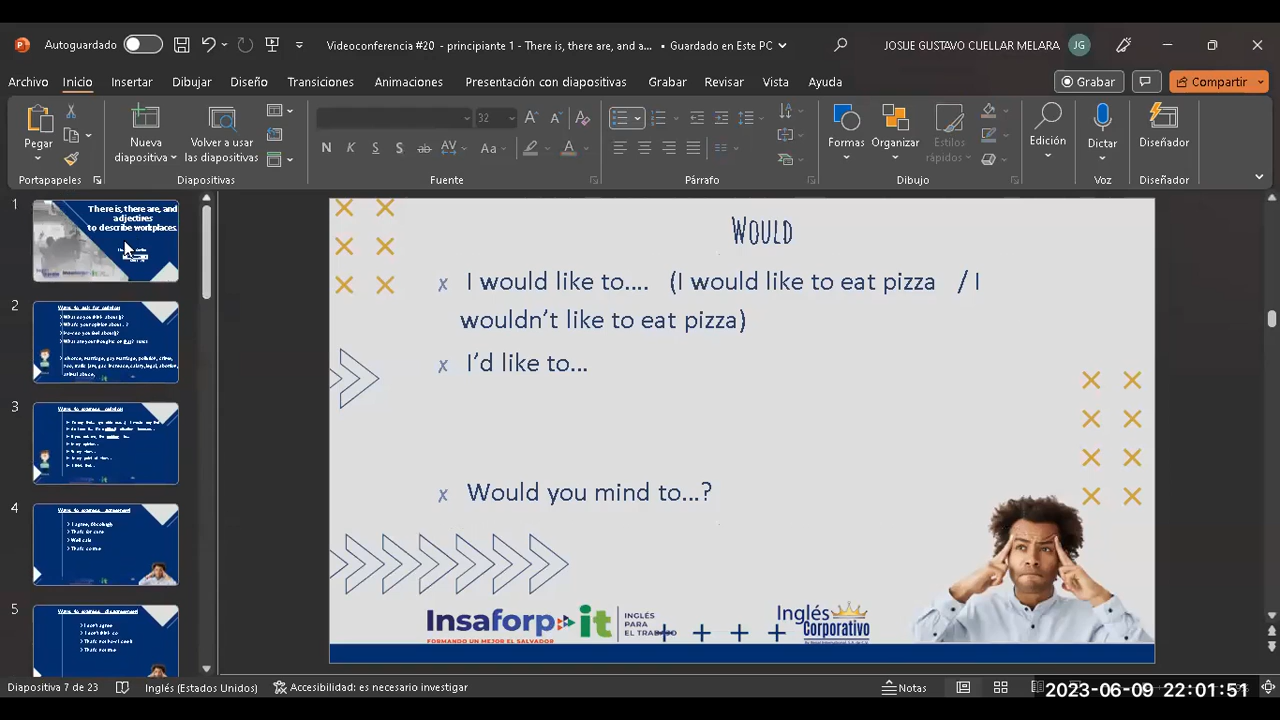 Autoguardado
Videoconferencia #20 - principiante 1 - There is, there are, and a... • Guardado en Este PC
JOSUE GUSTAVO CUELLAR MELARA
JG
Archivo Inicio Insertar Dibujar Diseño Transiciones Animaciones Presentación con diapositivas Grabar Revisar Vista Ayuda
Grabar
Compartir
Pegar
Nueva diapositiva
Volver a usar las diapositivas
32
Formas
Organizar
Estilos rápidos
Edición
Dictar
Diseñador
Portapapeles
Diapositivas
Fuente
Párrafo
Dibujo
Voz
Diseñador
1
There is, there are, and
adjectives
to describe workplaces.
2
3
4
5
Would
I would like to.... (I would like to eat pizza / I
wouldn't like to eat pizza)
I'd like to...
Would you mind to...?
Insaforp it
FORMANDO UN MEJOR EL SALVADOR
INGLÉS
PARA
EL TRABAJO
Inglés
Corporativo
Diapositiva 7 de 23
Inglés (Estados Unidos)
Accesibilidad: es necesario investigar
Notas
2023-06-09 22:01:51